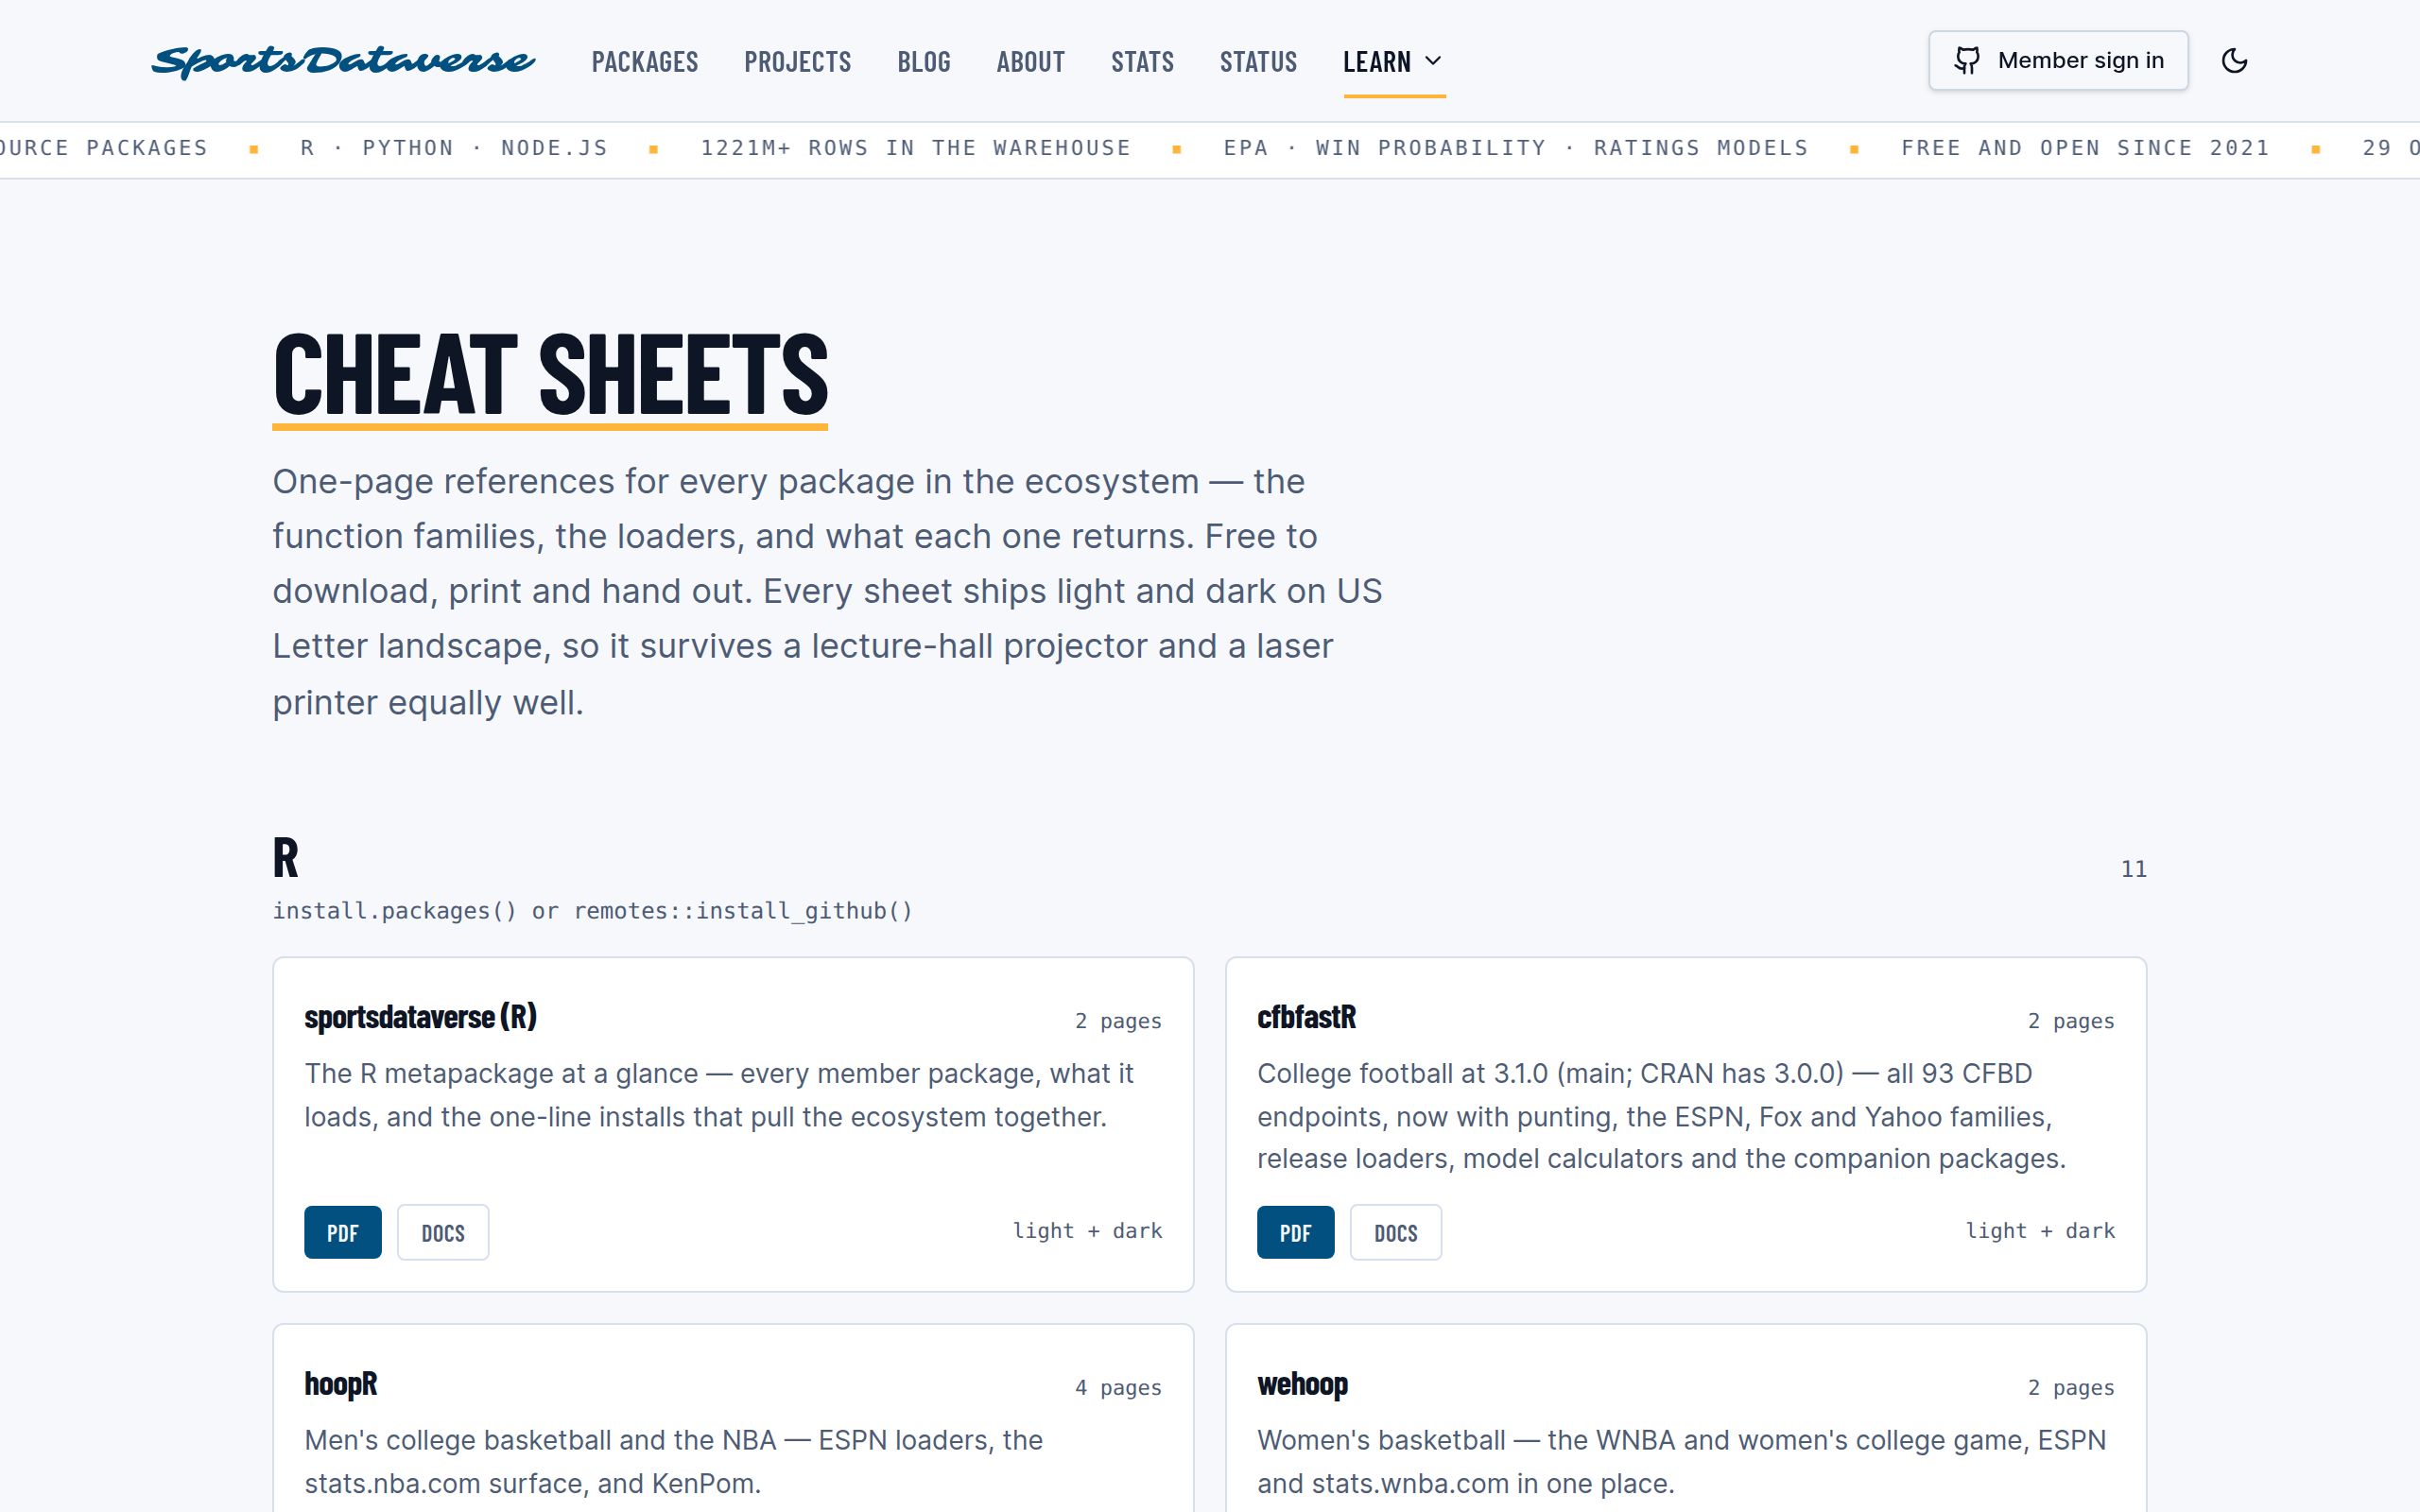 SportsDataverse PACKAGES PROJECTS BLOG ABOUT STATS STATUS LEARN Member sign in
PACKAGES ▪ R · PYTHON · NODE.JS ▪ 1221M+ ROWS IN THE WAREHOUSE ▪ EPA · WIN PROBABILITY · RATINGS MODELS ▪ FREE AND OPEN SINCE 2021 ▪ 29
CHEAT SHEETS
One-page references for every package in the ecosystem — the
function families, the loaders, and what each one returns. Free to
download, print and hand out. Every sheet ships light and dark on US
Letter landscape, so it survives a lecture-hall projector and a laser
printer equally well.
R
11
install.packages() or remotes::install_github()
sportsdataverse (R)
2 pages
The R metapackage at a glance — every member package, what it
loads, and the one-line installs that pull the ecosystem together.
PDF DOCS light + dark
cfbfastR
2 pages
College football at 3.1.0 (main; CRAN has 3.0.0) — all 93 CFBD
endpoints, now with punting, the ESPN, Fox and Yahoo families,
release loaders, model calculators and the companion packages.
PDF DOCS light + dark
hoopR
4 pages
Men's college basketball and the NBA — ESPN loaders, the
stats.nba.com surface, and KenPom.
wehoop
2 pages
Women's basketball — the WNBA and women's college game, ESPN
and stats.wnba.com in one place.